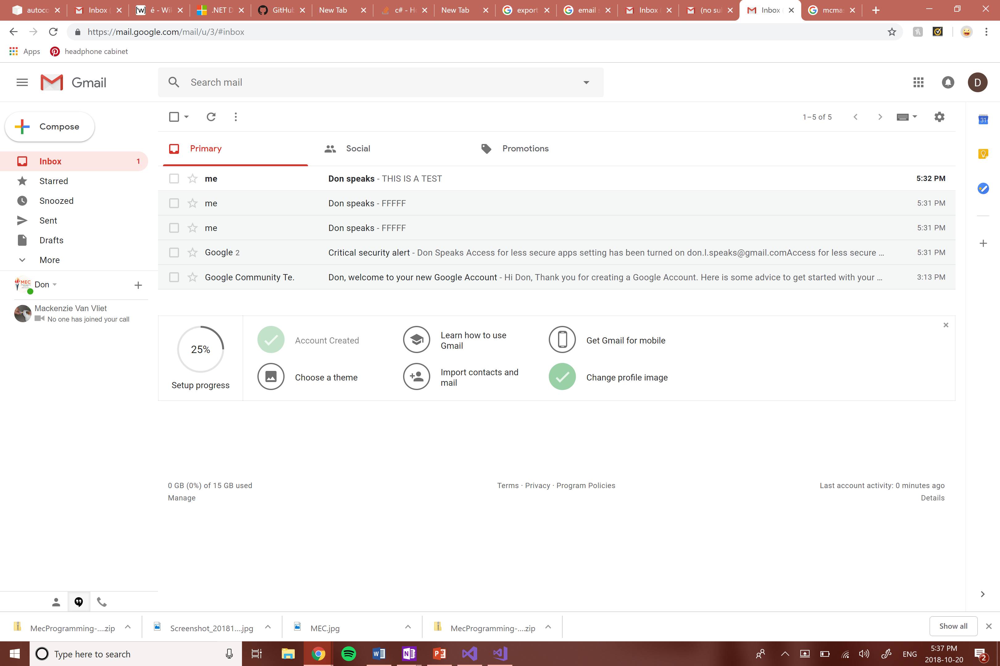 autoco
Inbox (
[w] é - Wik
.NET D
GitHub
New Tab
c# - Ho
New Tab
export
email s
Inbox (
(no sul
Inbox (
mcmas
https://mail.google.com/mail/u/3/#inbox
Apps
headphone cabinet
Gmail
Search mail
D
Compose
1–5 of 5
31
Primary
Social
Promotions
Inbox 1
Starred
Snoozed
Sent
Drafts
More
me Don speaks - THIS IS A TEST 5:32 PM
me Don speaks - FFFFF 5:31 PM
me Don speaks - FFFFF 5:31 PM
Google 2 Critical security alert - Don Speaks Access for less secure apps setting has been turned on don.l.speaks@gmail.comAccess for less secure ... 5:31 PM
Google Community Te. Don, welcome to your new Google Account - Hi Don, Thank you for creating a Google Account. Here is some advice to get started with your ... 3:13 PM
MEC
Don
Mackenzie Van Vliet
No one has joined your call
25%
Setup progress
Account Created
Learn how to use
Gmail
Get Gmail for mobile
Choose a theme
Import contacts and
mail
Change profile image
0 GB (0%) of 15 GB used
Manage
Terms · Privacy · Program Policies
Last account activity: 0 minutes ago
Details
MecProgramming-....zip
Screenshot_20181....jpg
MEC.jpg
MecProgramming-....zip
Show all
Type here to search
ENG
5:37 PM
2018-10-20
2